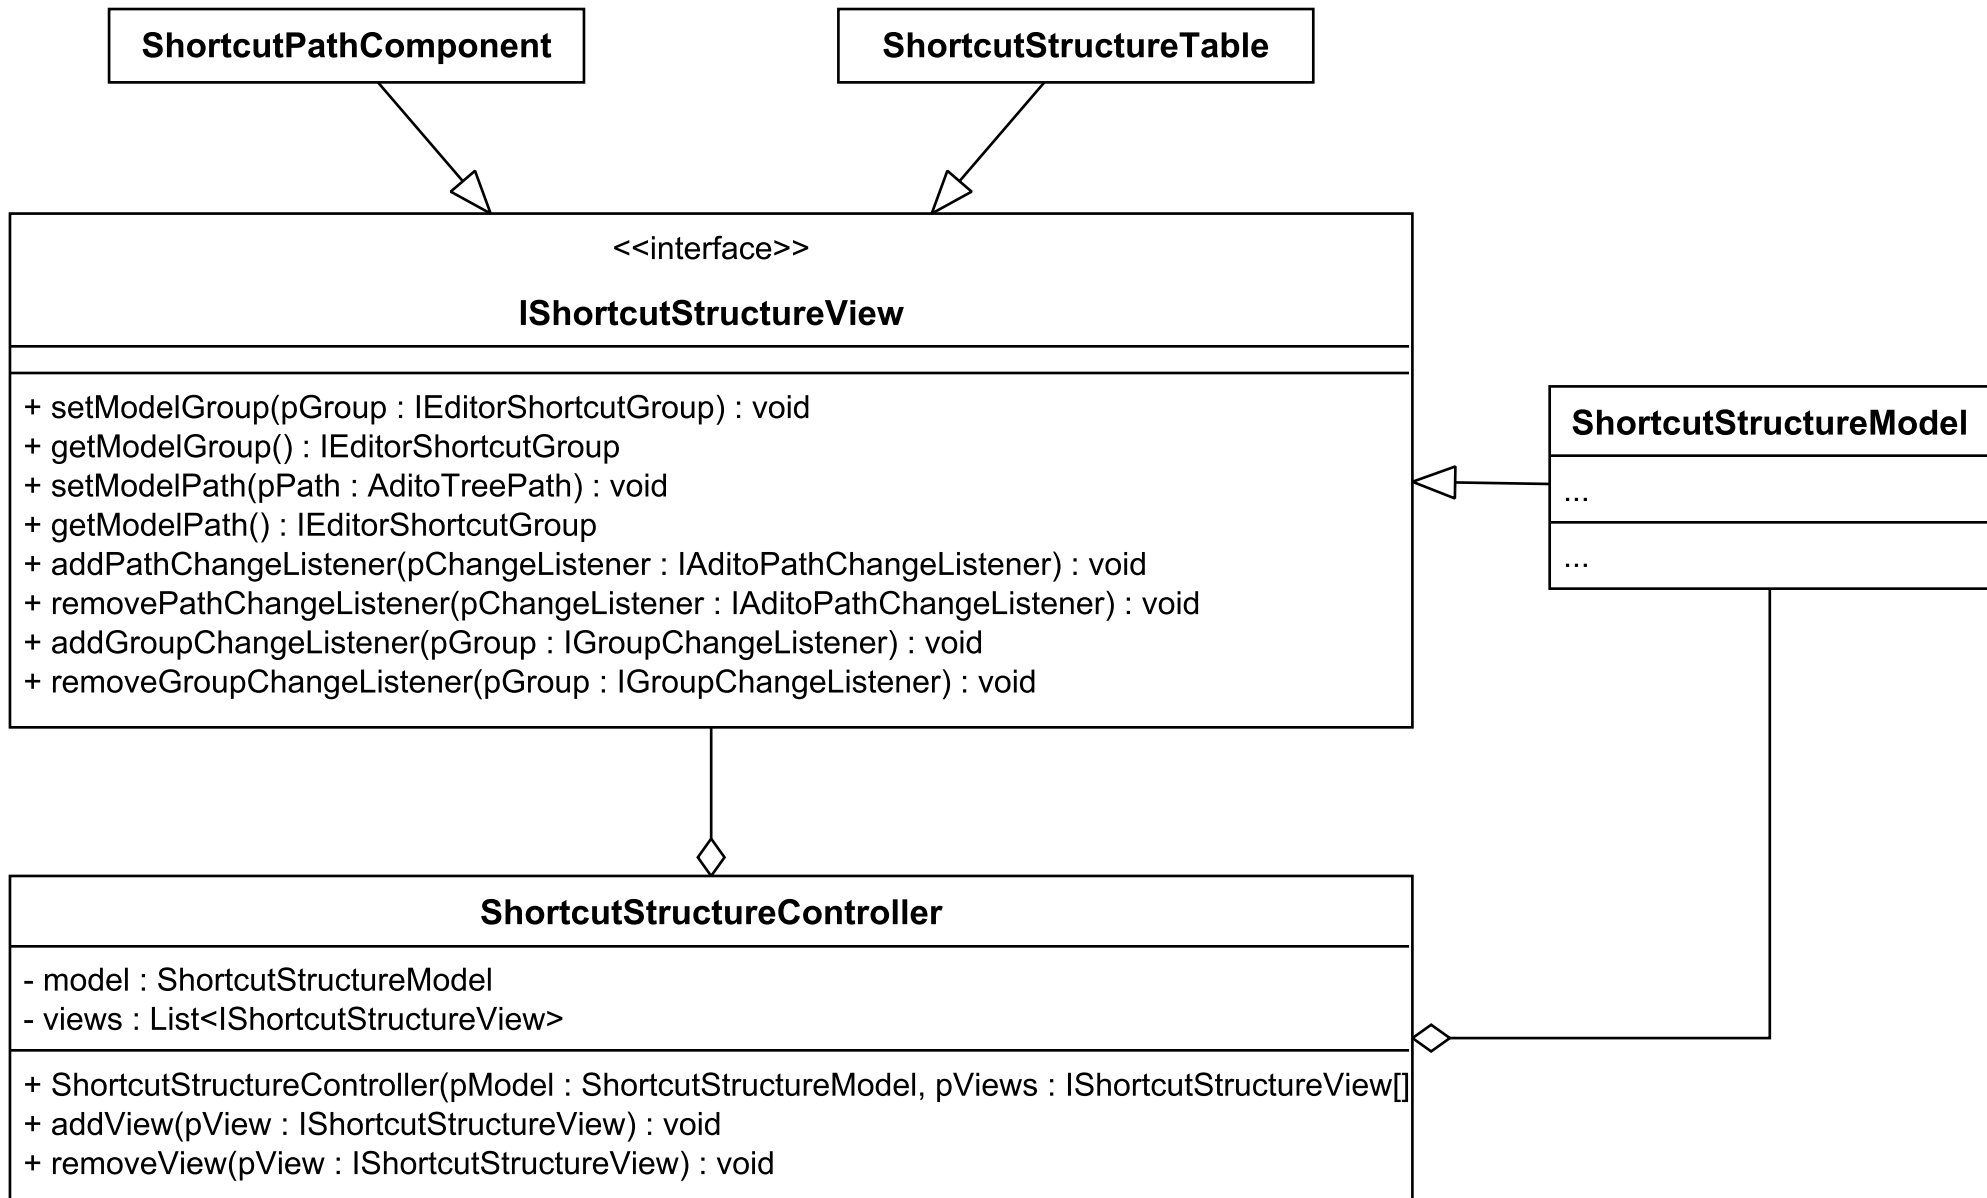 ShortcutPathComponent
ShortcutStructureTable
<<interface>>
IShortcutStructureView
+ setModelGroup(pGroup : IEditorShortcutGroup) : void
+ getModelGroup() : IEditorShortcutGroup
+ setModelPath(pPath : AditoTreePath) : void
+ getModelPath() : IEditorShortcutGroup
+ addPathChangeListener(pChangeListener : IAditoPathChangeListener) : void
+ removePathChangeListener(pChangeListener : IAditoPathChangeListener) : void
+ addGroupChangeListener(pGroup : IGroupChangeListener) : void
+ removeGroupChangeListener(pGroup : IGroupChangeListener) : void
ShortcutStructureModel
...
...
ShortcutStructureController
- model : ShortcutStructureModel
- views : List<IShortcutStructureView>
+ ShortcutStructureController(pModel : ShortcutStructureModel, pViews : IShortcutStructureView[]
+ addView(pView : IShortcutStructureView) : void
+ removeView(pView : IShortcutStructureView) : void